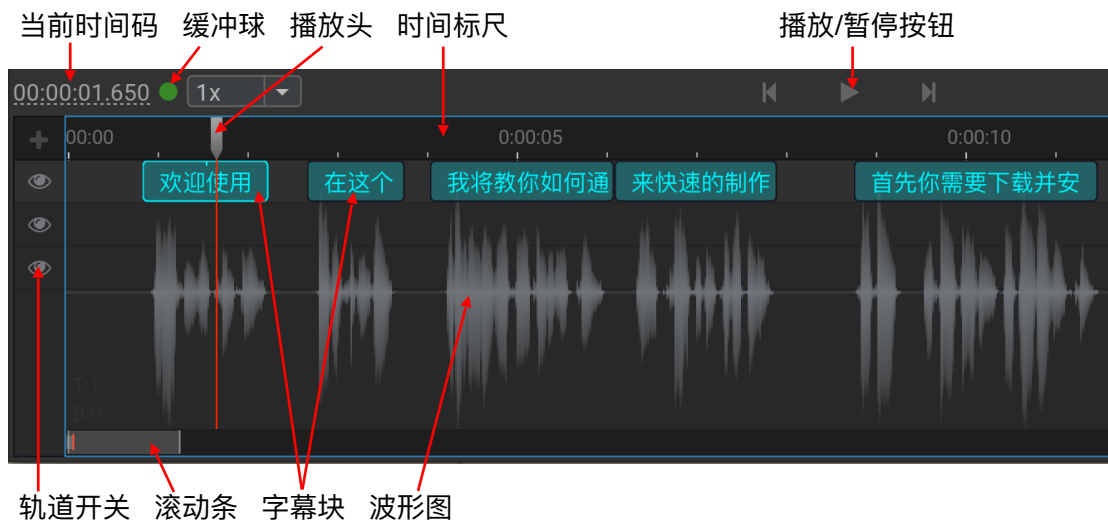 当前时间码 缓冲球 播放头 时间标尺 播放/暂停按钮
00:00:01.650 1x
00:00 0:00:05 0:00:10
欢迎使用 在这个 我将教你如何通 来快速的制作 首先你需要下载并安
T:1
B:0
轨道开关 滚动条 字幕块 波形图